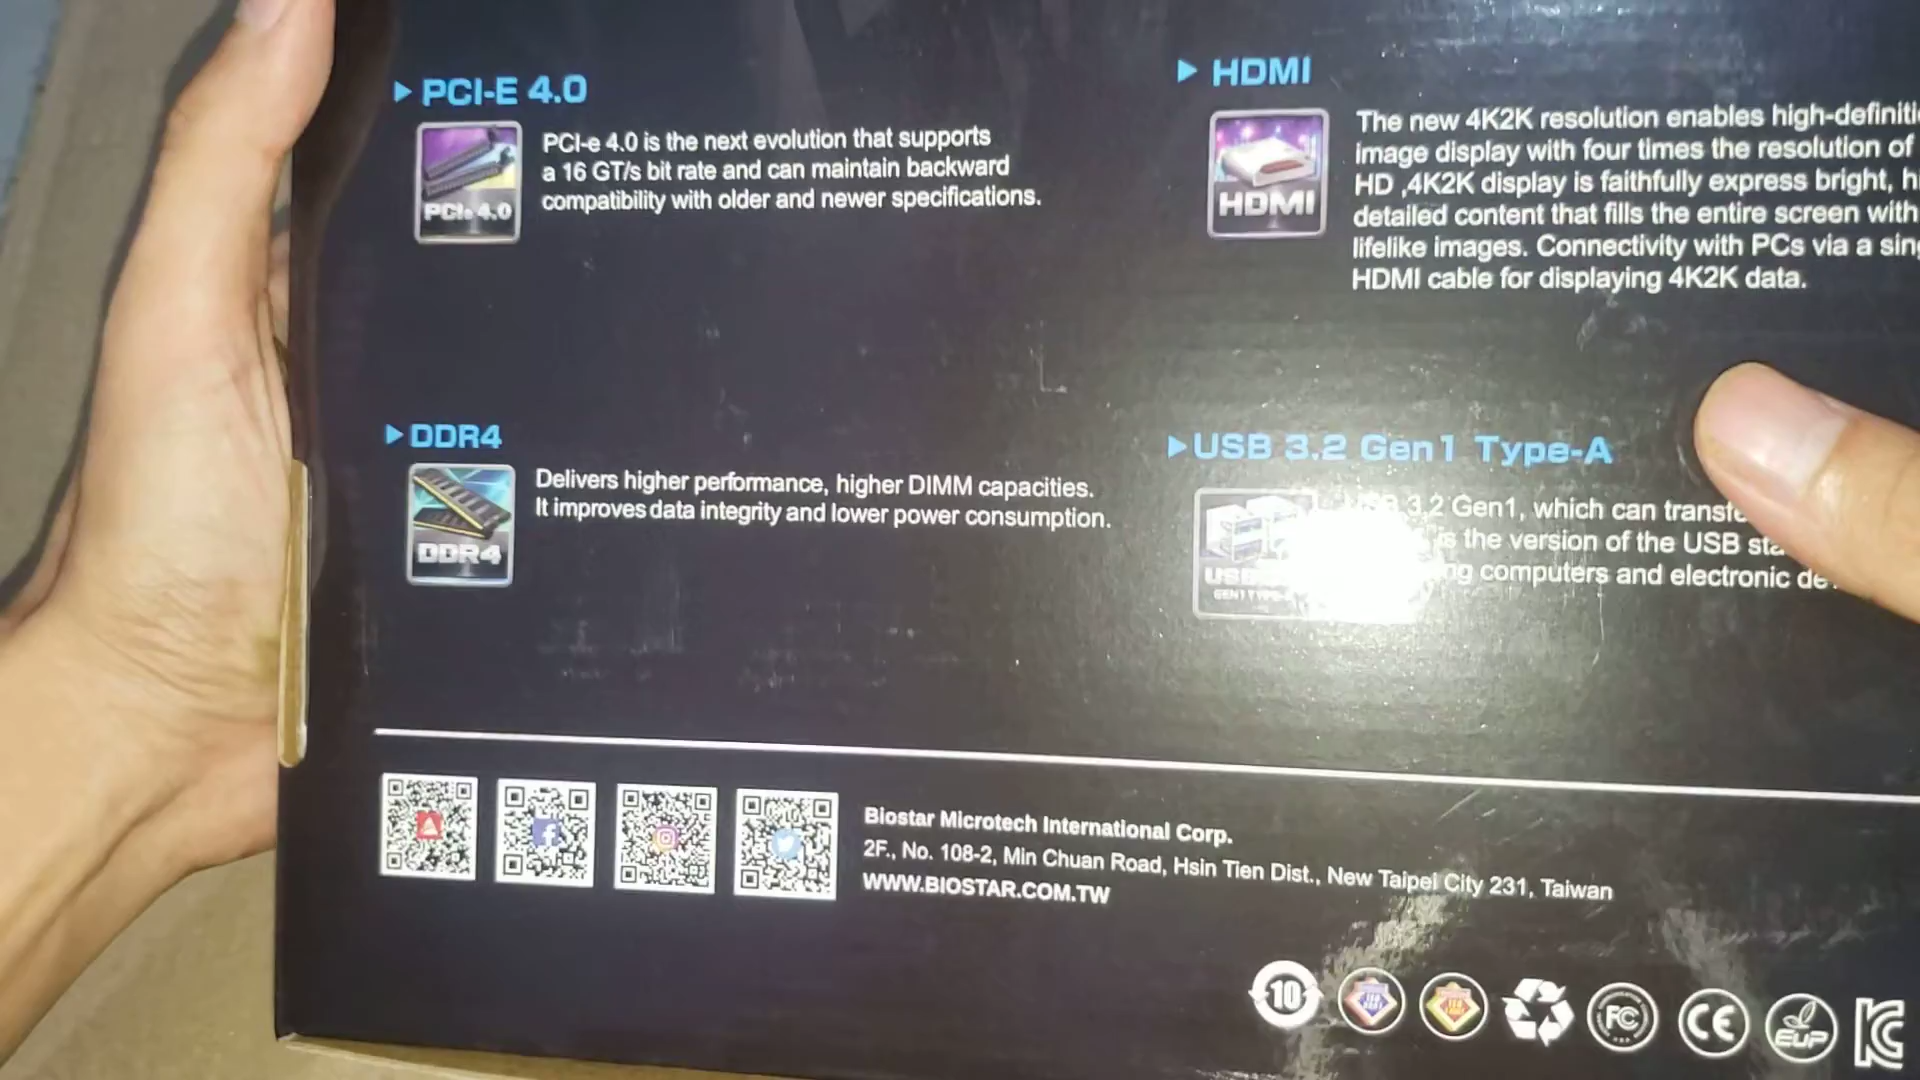 PCI-E 4.0
PCIe 4.0
PCI-e 4.0 is the next evolution that supports
a 16 GT/s bit rate and can maintain backward
compatibility with older and newer specifications.
HDMI
HDMI
The new 4K2K resolution enables high-definiti
image display with four times the resolution of
HD ,4K2K display is faithfully express bright, h
detailed content that fills the entire screen with
lifelike images. Connectivity with PCs via a sing
HDMI cable for displaying 4K2K data.
DDR4
DDR4
Delivers higher performance, higher DIMM capacities.
It improves data integrity and lower power consumption.
USB 3.2 Gen1 Type-A
USB
GEN1 TYPE-
3.2 Gen1, which can transfe
is the version of the USB sta
computers and electronic de
Biostar Microtech International Corp.
2F., No. 108-2, Min Chuan Road, Hsin Tien Dist., New Taipei City 231, Taiwan
WWW.BIOSTAR.COM.TW
10
FC
CE
EUP